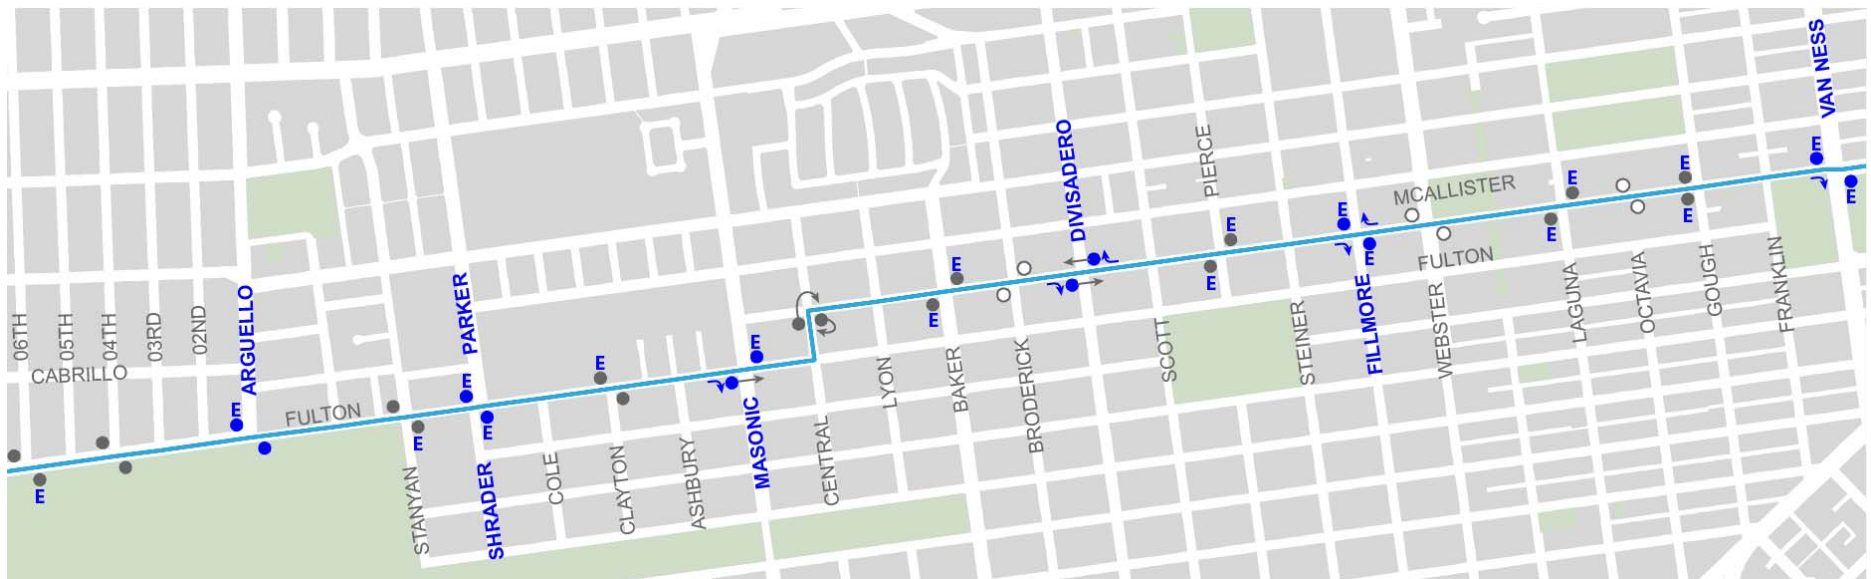 VAN NESS
E
E
DIVISADERO
PIERCE
MCALLISTER
E
E
E
E
E
E
E
E
FULTON
E
E
E
PARKER
ARGUELLO
06TH
05TH
04TH
03RD
02ND
CABRILLO
FULTON
E
E
E
E
E
E
E
STANYAN
SHRADER
COLE
CLAYTON
ASHBURY
MASONIC
CENTRAL
LYON
BAKER
BRODERICK
SCOTT
STEINER
FILLMORE
WEBSTER
LAGUNA
OCTAVIA
GOUGH
FRANKLIN